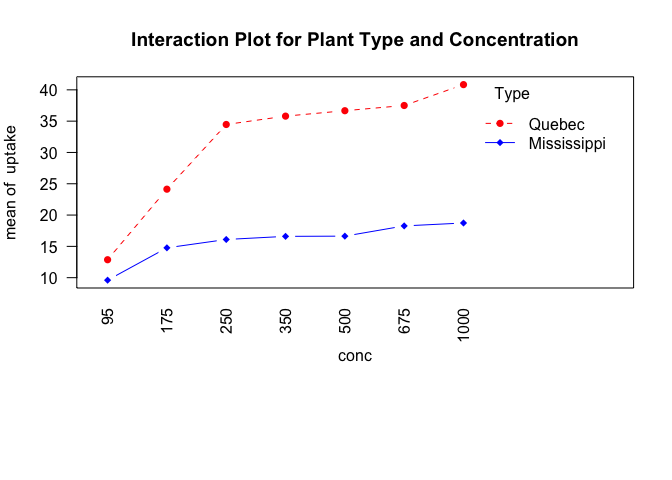 Interaction Plot for Plant Type and Concentration
mean of  uptake
40
35
30
25
20
15
10
Type
Quebec
Mississippi
95
175
250
350
500
675
1000
conc